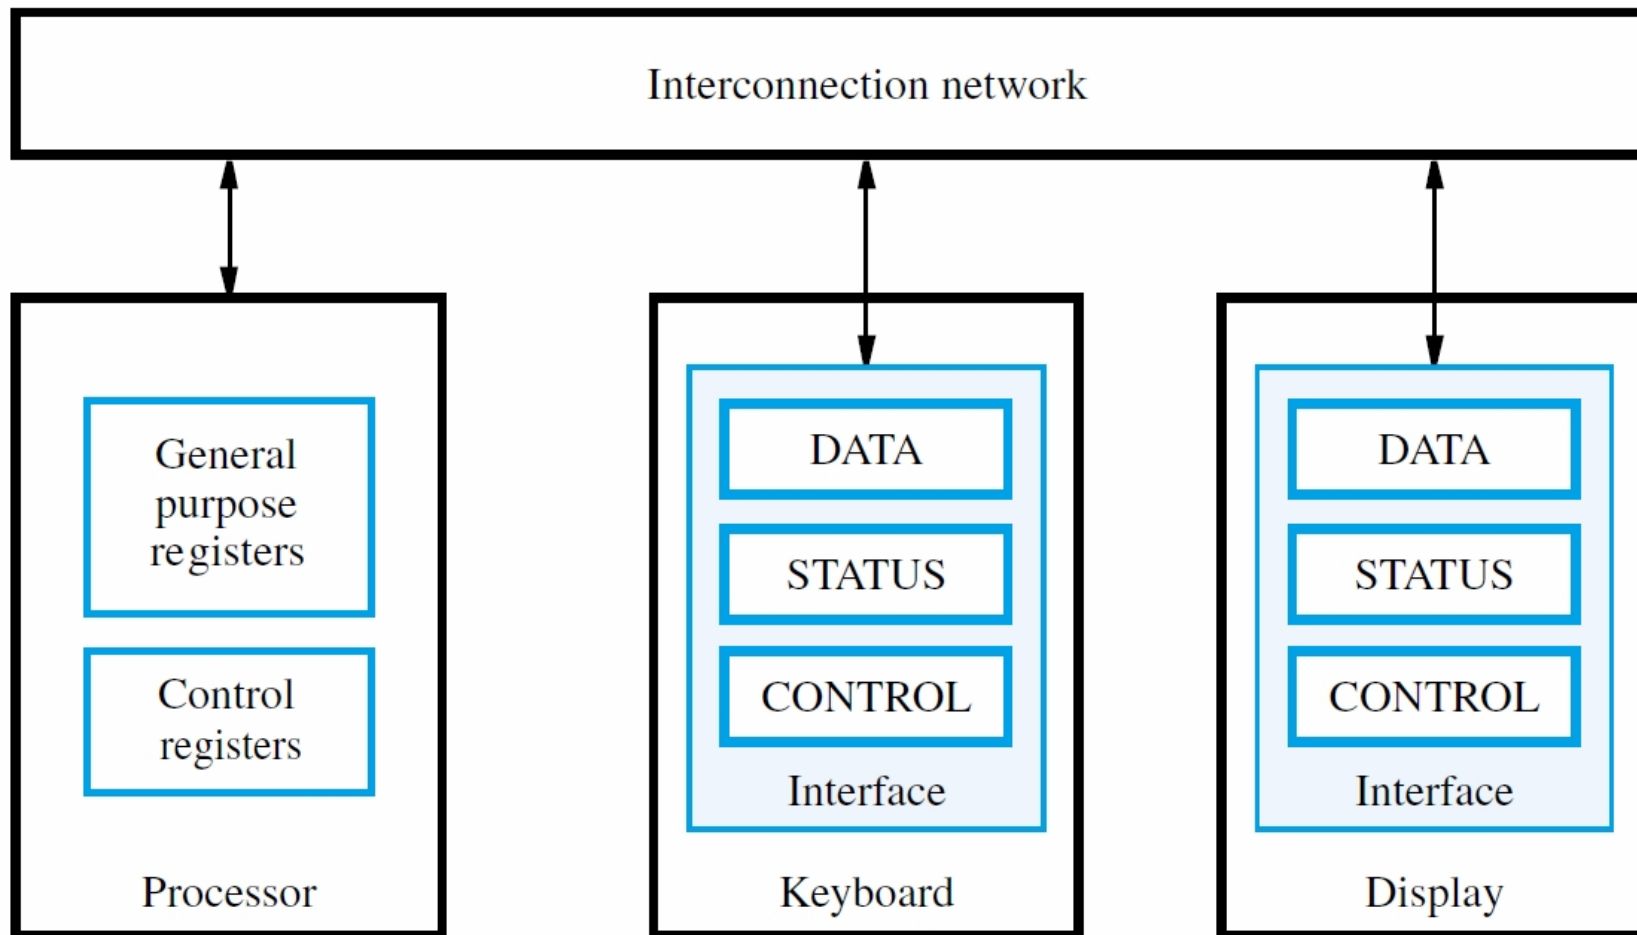 Interconnection network
General
purpose
registers
Control
registers
Processor
DATA
STATUS
CONTROL
Interface
Keyboard
DATA
STATUS
CONTROL
Interface
Display